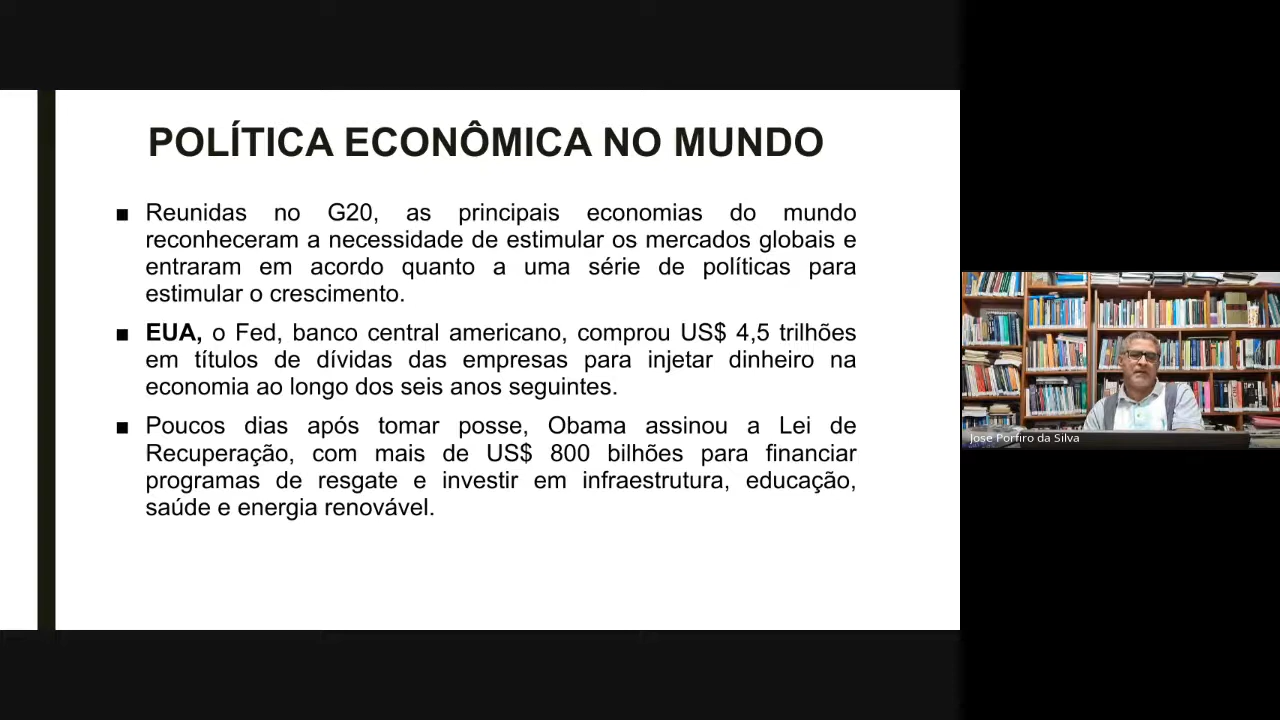 POLÍTICA ECONÔMICA NO MUNDO
■ Reunidas no G20, as principais economias do mundo
reconheceram a necessidade de estimular os mercados globais e
entraram em acordo quanto a uma série de políticas para
estimular o crescimento.
■ EUA, o Fed, banco central americano, comprou US$ 4,5 trilhões
em títulos de dívidas das empresas para injetar dinheiro na
economia ao longo dos seis anos seguintes.
■ Poucos dias após tomar posse, Obama assinou a Lei de
Recuperação, com mais de US$ 800 bilhões para financiar
programas de resgate e investir em infraestrutura, educação,
saúde e energia renovável.
Jose Porfiro da Silva